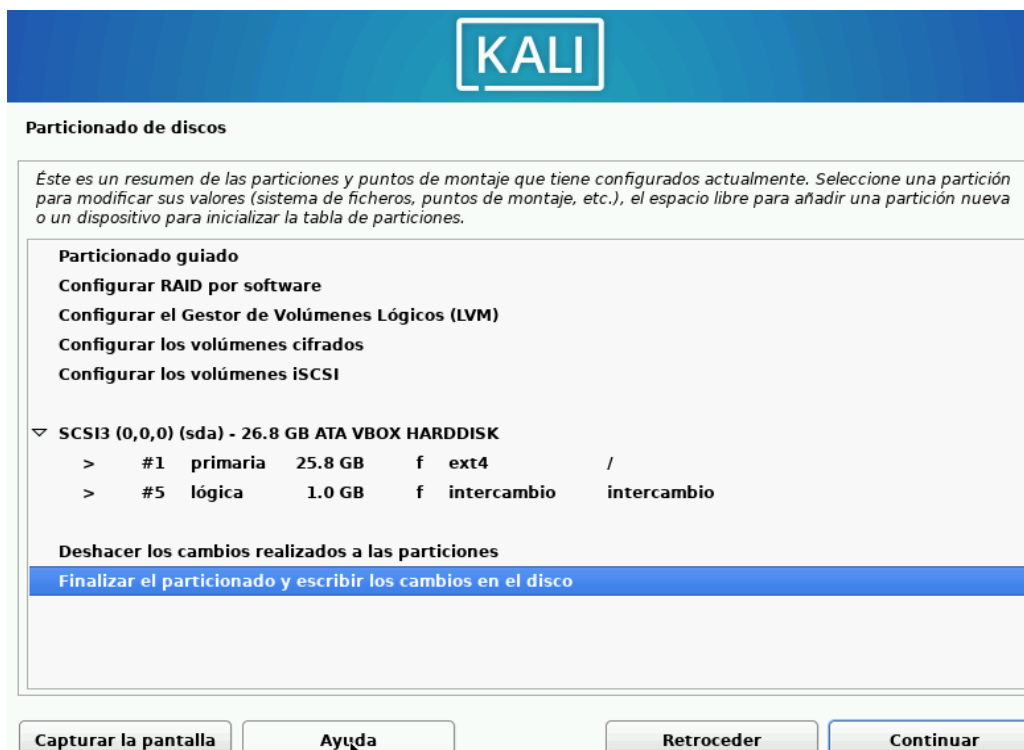 KALI
Particionado de discos
Éste es un resumen de las particiones y puntos de montaje que tiene configurados actualmente. Seleccione una partición
para modificar sus valores (sistema de ficheros, puntos de montaje, etc.), el espacio libre para añadir una partición nueva
o un dispositivo para inicializar la tabla de particiones.
Particionado guiado
Configurar RAID por software
Configurar el Gestor de Volúmenes Lógicos (LVM)
Configurar los volúmenes cifrados
Configurar los volúmenes iSCSI
SCSI3 (0,0,0) (sda) - 26.8 GB ATA VBOX HARDDISK
> #1 primaria 25.8 GB f ext4 /
> #5 lógica 1.0 GB f intercambio intercambio
Deshacer los cambios realizados a las particiones
Finalizar el particionado y escribir los cambios en el disco
Capturar la pantalla Ayuda Retroceder Continuar